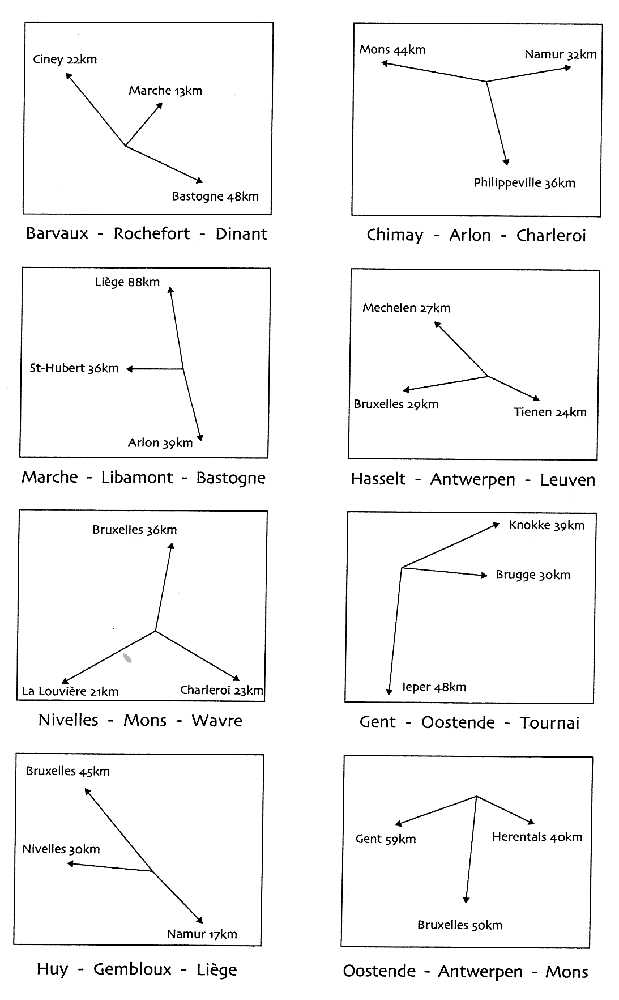 Ciney 22km
Marche 13km
Bastogne 48km
Barvaux - Rochefort - Dinant
Mons 44km
Namur 32km
Philippeville 36km
Chimay - Arlon - Charleroi
Liège 88km
St-Hubert 36km
Arlon 39km
Marche - Libamont - Bastogne
Mechelen 27km
Bruxelles 29km
Tienen 24km
Hasselt - Antwerpen - Leuven
Bruxelles 36km
La Louvière 21km
Charleroi 23km
Nivelles - Mons - Wavre
Knokke 39km
Brugge 30km
Ieper 48km
Gent - Oostende - Tournai
Bruxelles 45km
Nivelles 30km
Namur 17km
Huy - Gembloux - Liège
Gent 59km
Herentals 40km
Bruxelles 50km
Oostende - Antwerpen - Mons